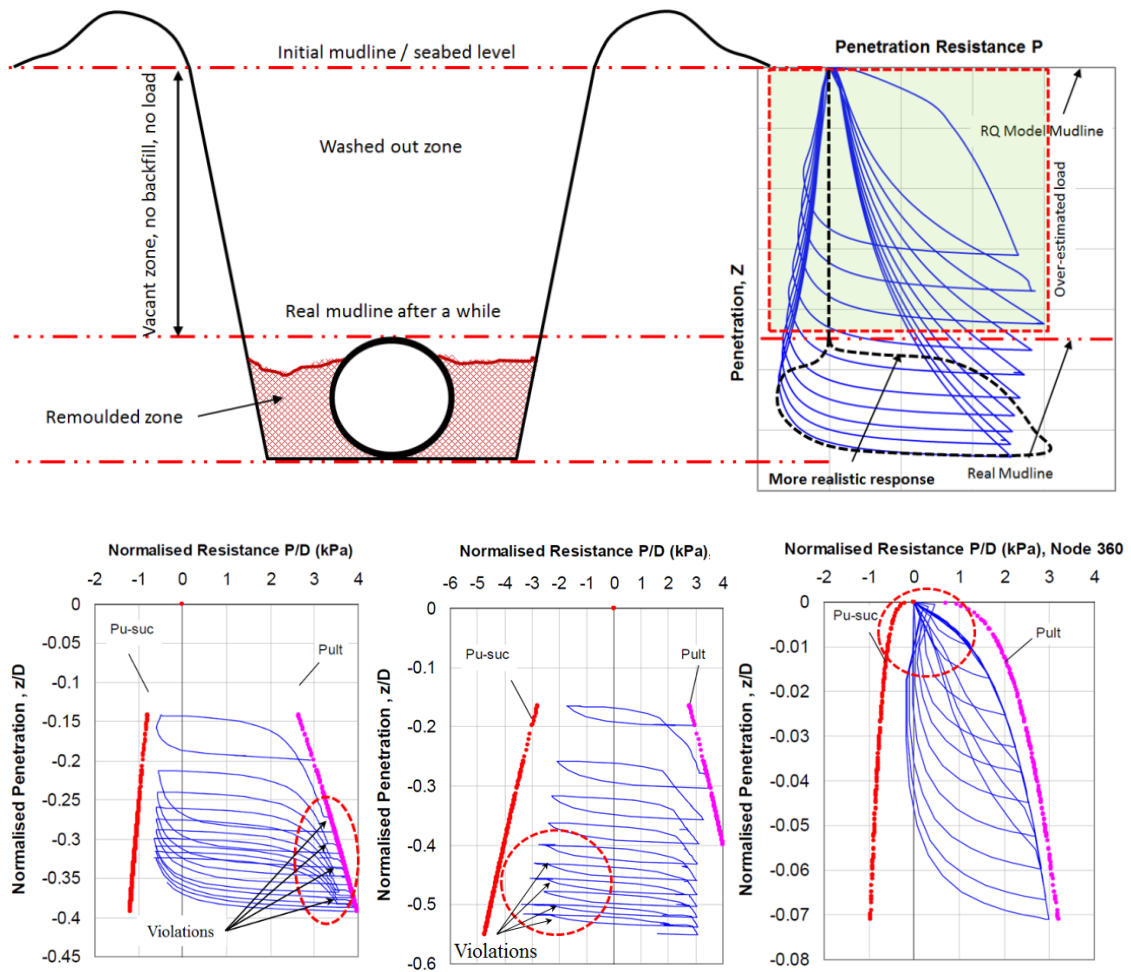 Initial mudline / seabed level
Vacant zone, no backfill, no load
Washed out zone
Real mudline after a while
Remoulded zone
Penetration Resistance P
RQ Model Mudline
Over-estimated load
Penetration, Z
More realistic response
Real Mudline
Normalised Resistance P/D (kPa)
-2 -1 0 1 2 3 4
0
-0.05
-0.1
-0.15
-0.2
-0.25
-0.3
-0.35
-0.4
-0.45
Normalised Penetration , z/D
Pu-suc
Pult
Violations
Normalised Resistance P/D (kPa),
-6 -5 -4 -3 -2 -1 0 1 2 3 4
0
-0.1
-0.2
-0.3
-0.4
-0.5
-0.6
Normalised Penetration , z/D
Pu-suc
Pult
Violations
Normalised Resistance P/D (kPa), Node 360
-2 -1 0 1 2 3 4
0
-0.01
-0.02
-0.03
-0.04
-0.05
-0.06
-0.07
-0.08
Normalised Penetration, z/D
Pu-suc
Pult